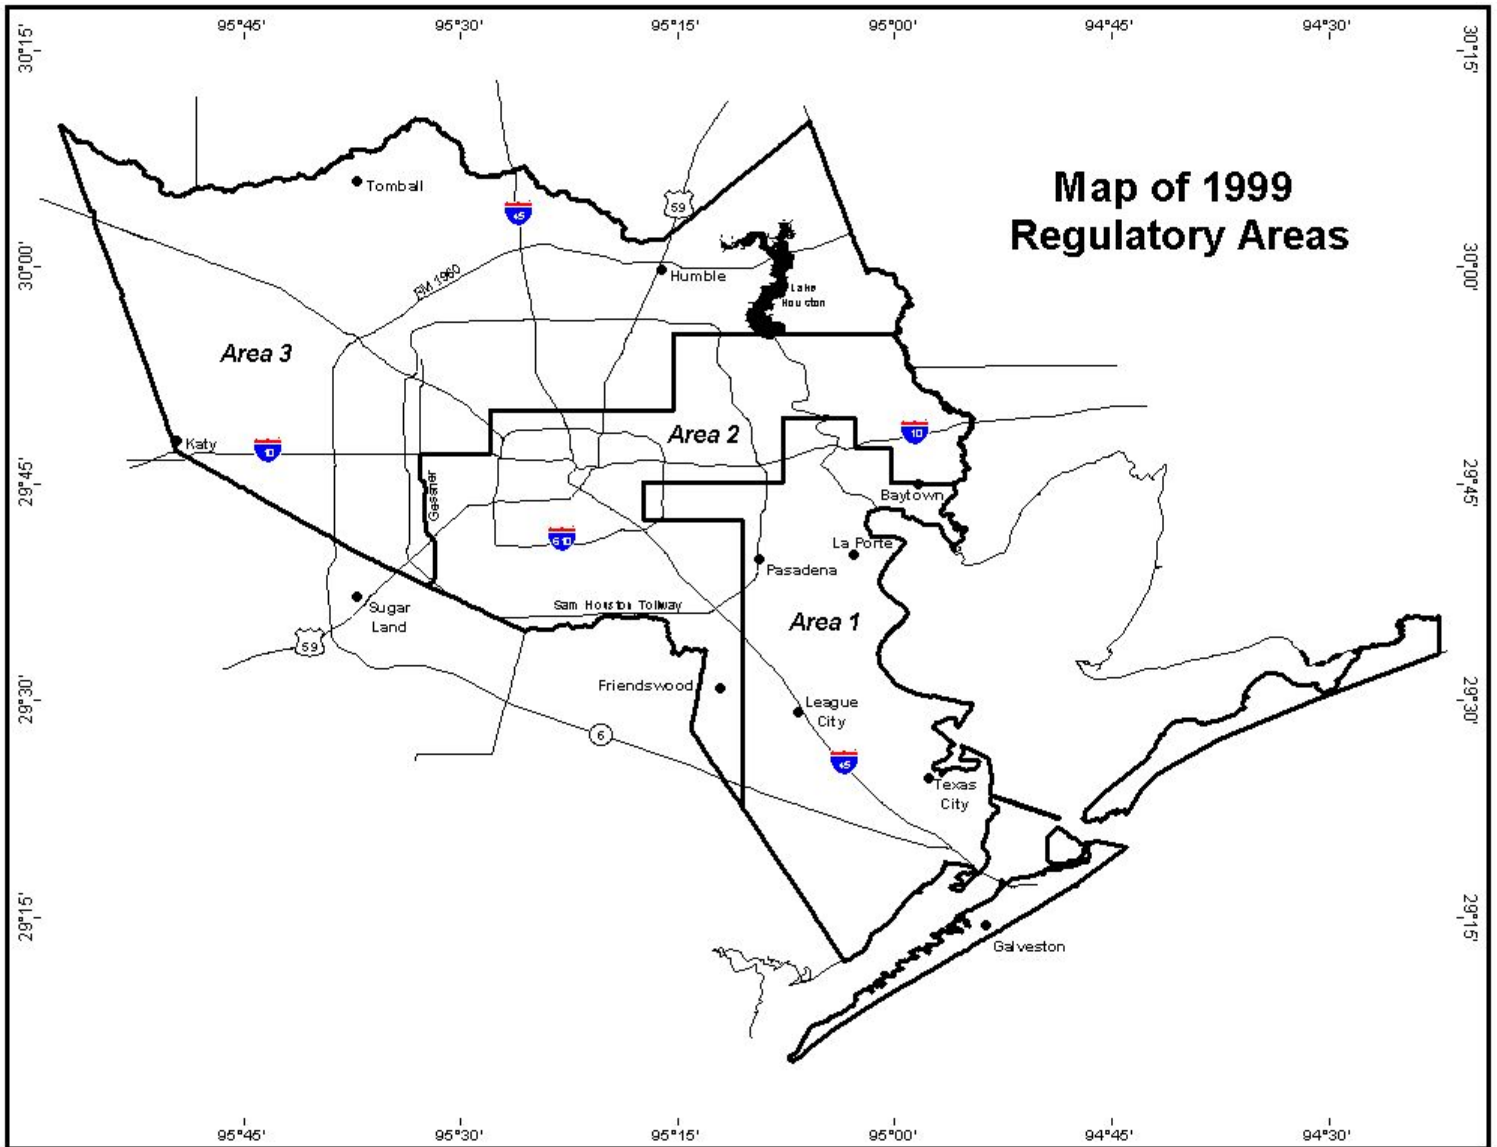 95°45'
95°30'
95°15'
95°00'
94°45'
94°30'
30°15'
30°15'
Map of 1999
Regulatory Areas
Tomball
45
59
30°00'
30°00'
Humble
FM 1960
Lake
Houston
Area 3
Area 2
10
Katy
10
29°45'
29°45'
Gessner
Baytown
610
La Porte
Pasadena
Sugar
Land
Sam Houston Tollway
Area 1
59
Friendswood
29°30'
29°30'
League
City
6
45
Texas
City
29°15'
29°15'
Galveston
95°45'
95°30'
95°15'
95°00'
94°45'
94°30'